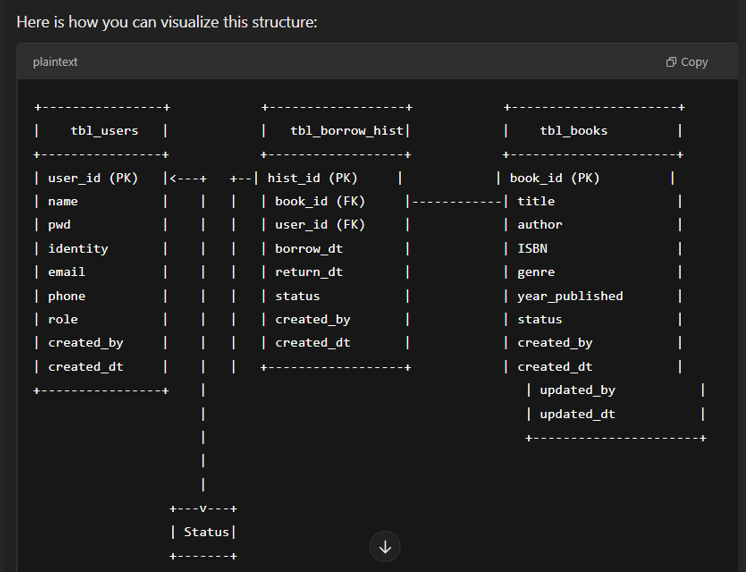 Here is how you can visualize this structure:
plaintext Copy
+----------------+ +------------------+ +----------------------+
| tbl_users | | tbl_borrow_hist| | tbl_books |
+----------------+ +------------------+ +----------------------+
| user_id (PK) |<---+ +--| hist_id (PK) | | book_id (PK) |
| name | | | | book_id (FK) |------------| title |
| pwd | | | | user_id (FK) | | author |
| identity | | | | borrow_dt | | ISBN |
| email | | | | return_dt | | genre |
| phone | | | | status | | year_published |
| role | | | | created_by | | status |
| created_by | | | | created_dt | | created_by |
| created_dt | | | +------------------+ | created_dt |
+----------------+ | | updated_by |
| | updated_dt |
| +----------------------+
|
|
+---v---+
| Status|
+-------+